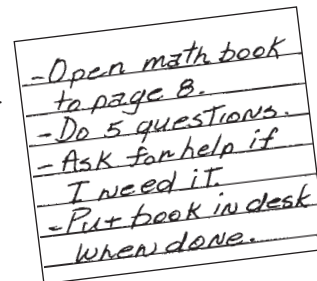 -Open math book
to page 8.
-Do 5 questions.
-Ask for help if
I need it.
-Put book in desk
when done.